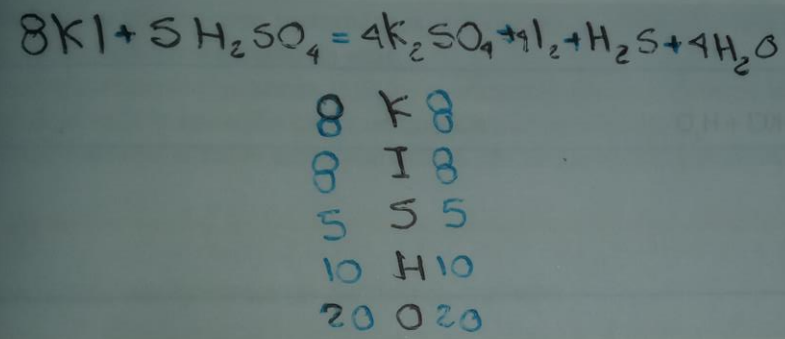 8KI + 5H₂SO₄ = 4K₂SO₄ + 4I₂ + H₂S + 4H₂O
8 K 8
8 I 8
5 S 5
10 H 10
20 O 20